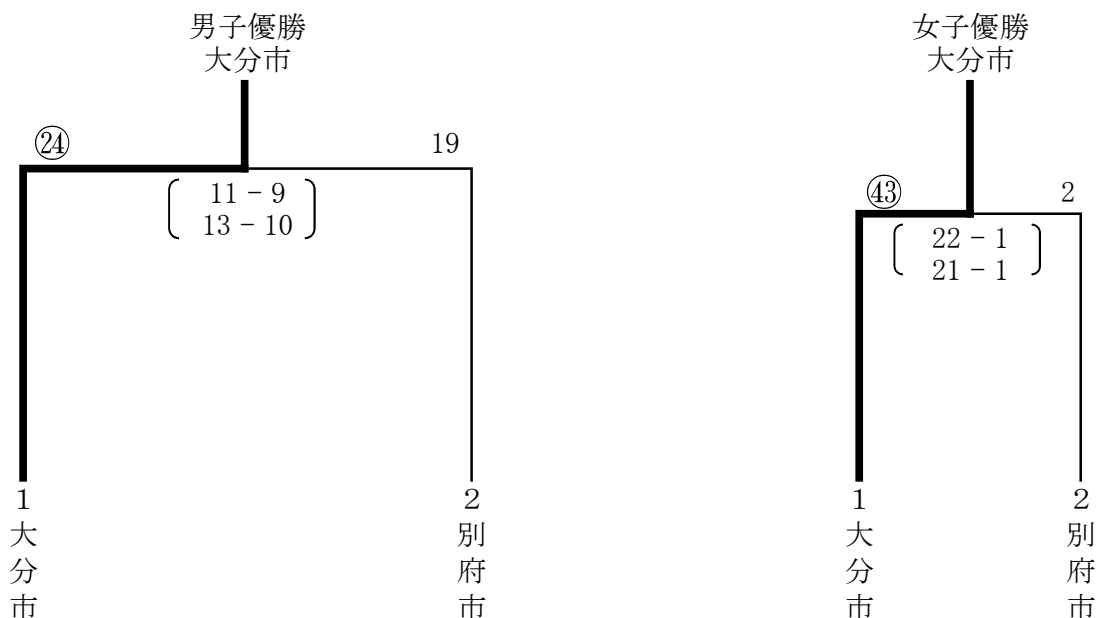 男子優勝
大分市
㉔
19
11 − 9
13 − 10
1
大分市
2
別府市
女子優勝
大分市
㊸
2
22 − 1
21 − 1
1
大分市
2
別府市